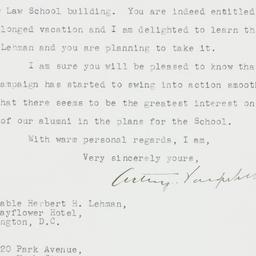 Law School building. You are indeed entitled
longed vacation and I am delighted to learn th
Lehman and you are planning to take it.
I am sure you will be pleased to know tha
ampaign has started to swing into action smoot
hat there seems to be the greatest interest on
of our alumni in the plans for the School.
With warm personal regards, I am,
Very sincerely yours,
able Herbert H. Lehman,
ayflower Hotel,
ington, D.C.
20 Park Avenue,